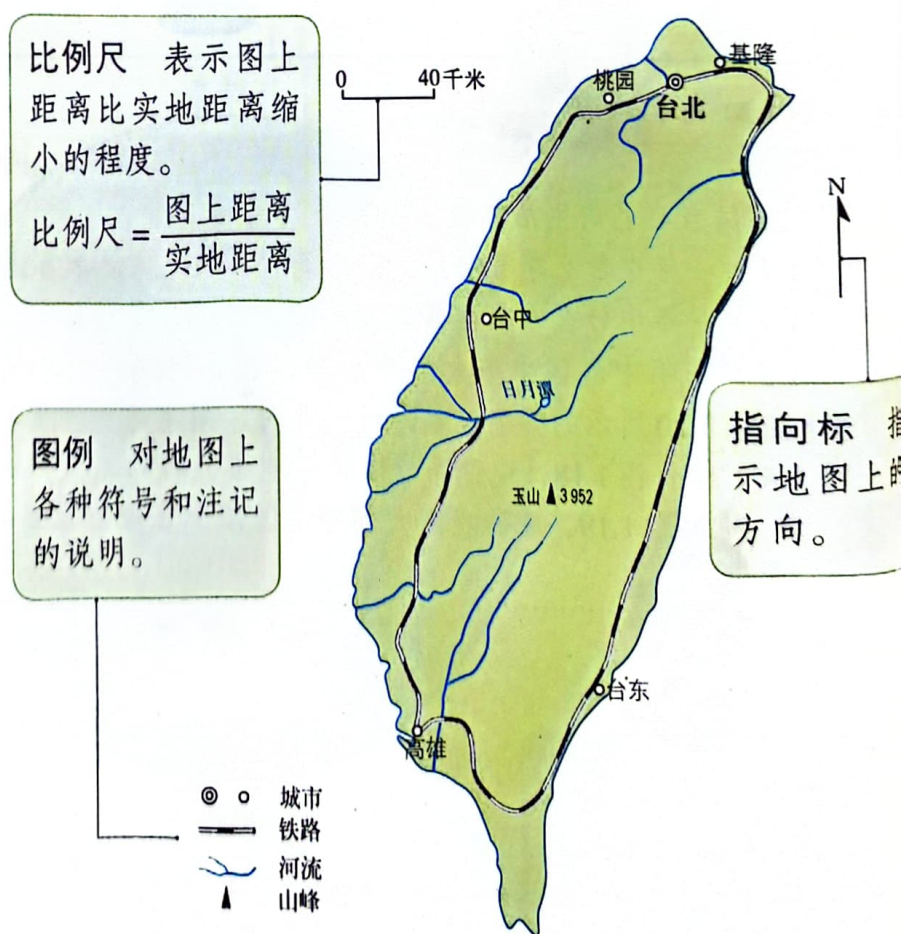 比例尺 表示图上
距离比实地距离缩
小的程度。
比例尺=图上距离
实地距离
0 40千米
基隆
桃园
台北
N
台中
日月潭
指向标 指
示地图上的
方向。
图例 对地图上
各种符号和注记
的说明。
玉山 3952
台东
高雄
城市
铁路
河流
山峰